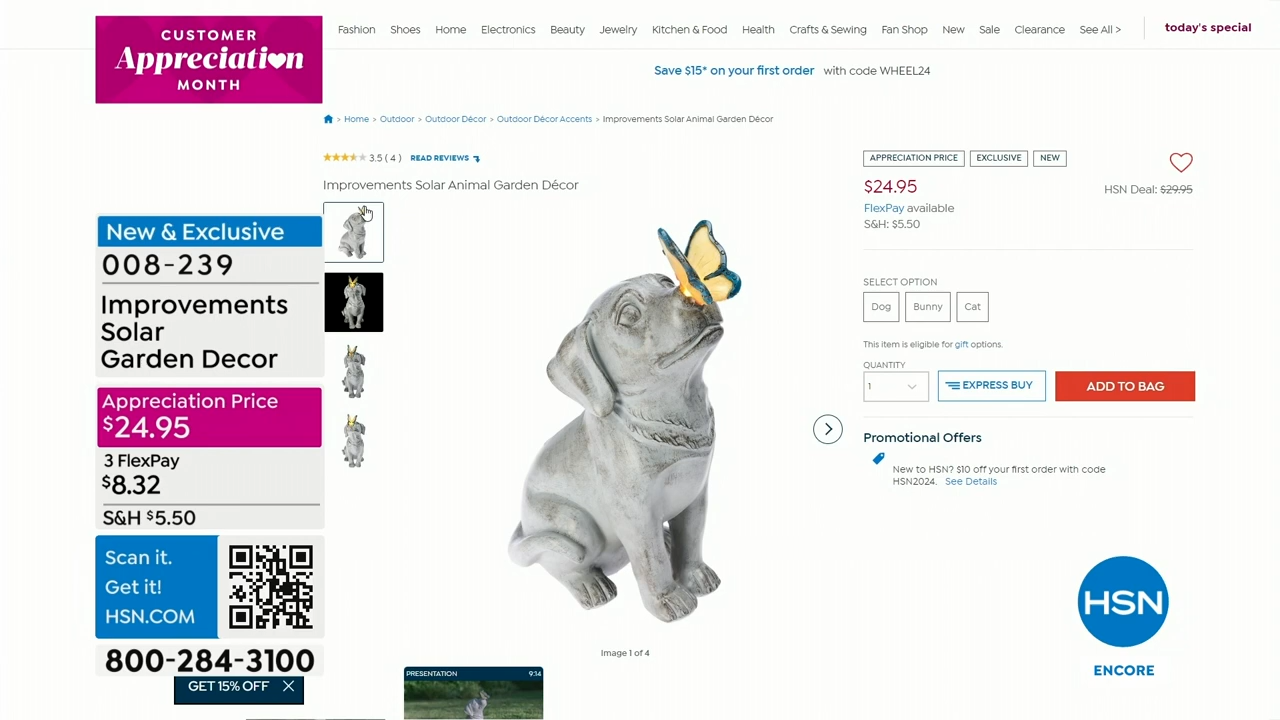 CUSTOMER
Appreciation
MONTH
Fashion Shoes Home Electronics Beauty Jewelry Kitchen & Food Health Crafts & Sewing Fan Shop New Sale Clearance See All > today's special
Save $15* on your first order with code WHEEL24
> Home > Outdoor > Outdoor Décor > Outdoor Décor Accents > Improvements Solar Animal Garden Décor
3.5 ( 4 ) READ REVIEWS
Improvements Solar Animal Garden Décor
APPRECIATION PRICE EXCLUSIVE NEW
$24.95
HSN Deal: $29.95
FlexPay available
S&H: $5.50
SELECT OPTION
Dog Bunny Cat
This item is eligible for gift options.
QUANTITY
1 EXPRESS BUY ADD TO BAG
Promotional Offers
New to HSN? $10 off your first order with code
HSN2024. See Details
New & Exclusive
008-239
Improvements
Solar
Garden Decor
Appreciation Price
$24.95
3 FlexPay
$8.32
S&H $5.50
Scan it.
Get it!
HSN.COM
800-284-3100
GET 15% OFF
Image 1 of 4
PRESENTATION 9:14
HSN
ENCORE